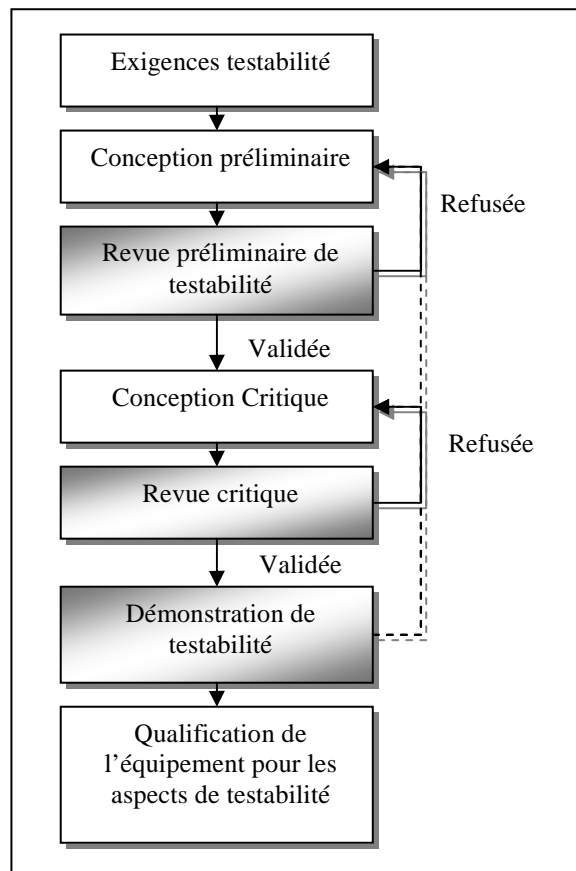 Exigences testabilité
Conception préliminaire
Refusée
Revue préliminaire de
testabilité
Validée
Conception Critique
Refusée
Revue critique
Validée
Démonstration de
testabilité
Qualification de
l’équipement pour les
aspects de testabilité